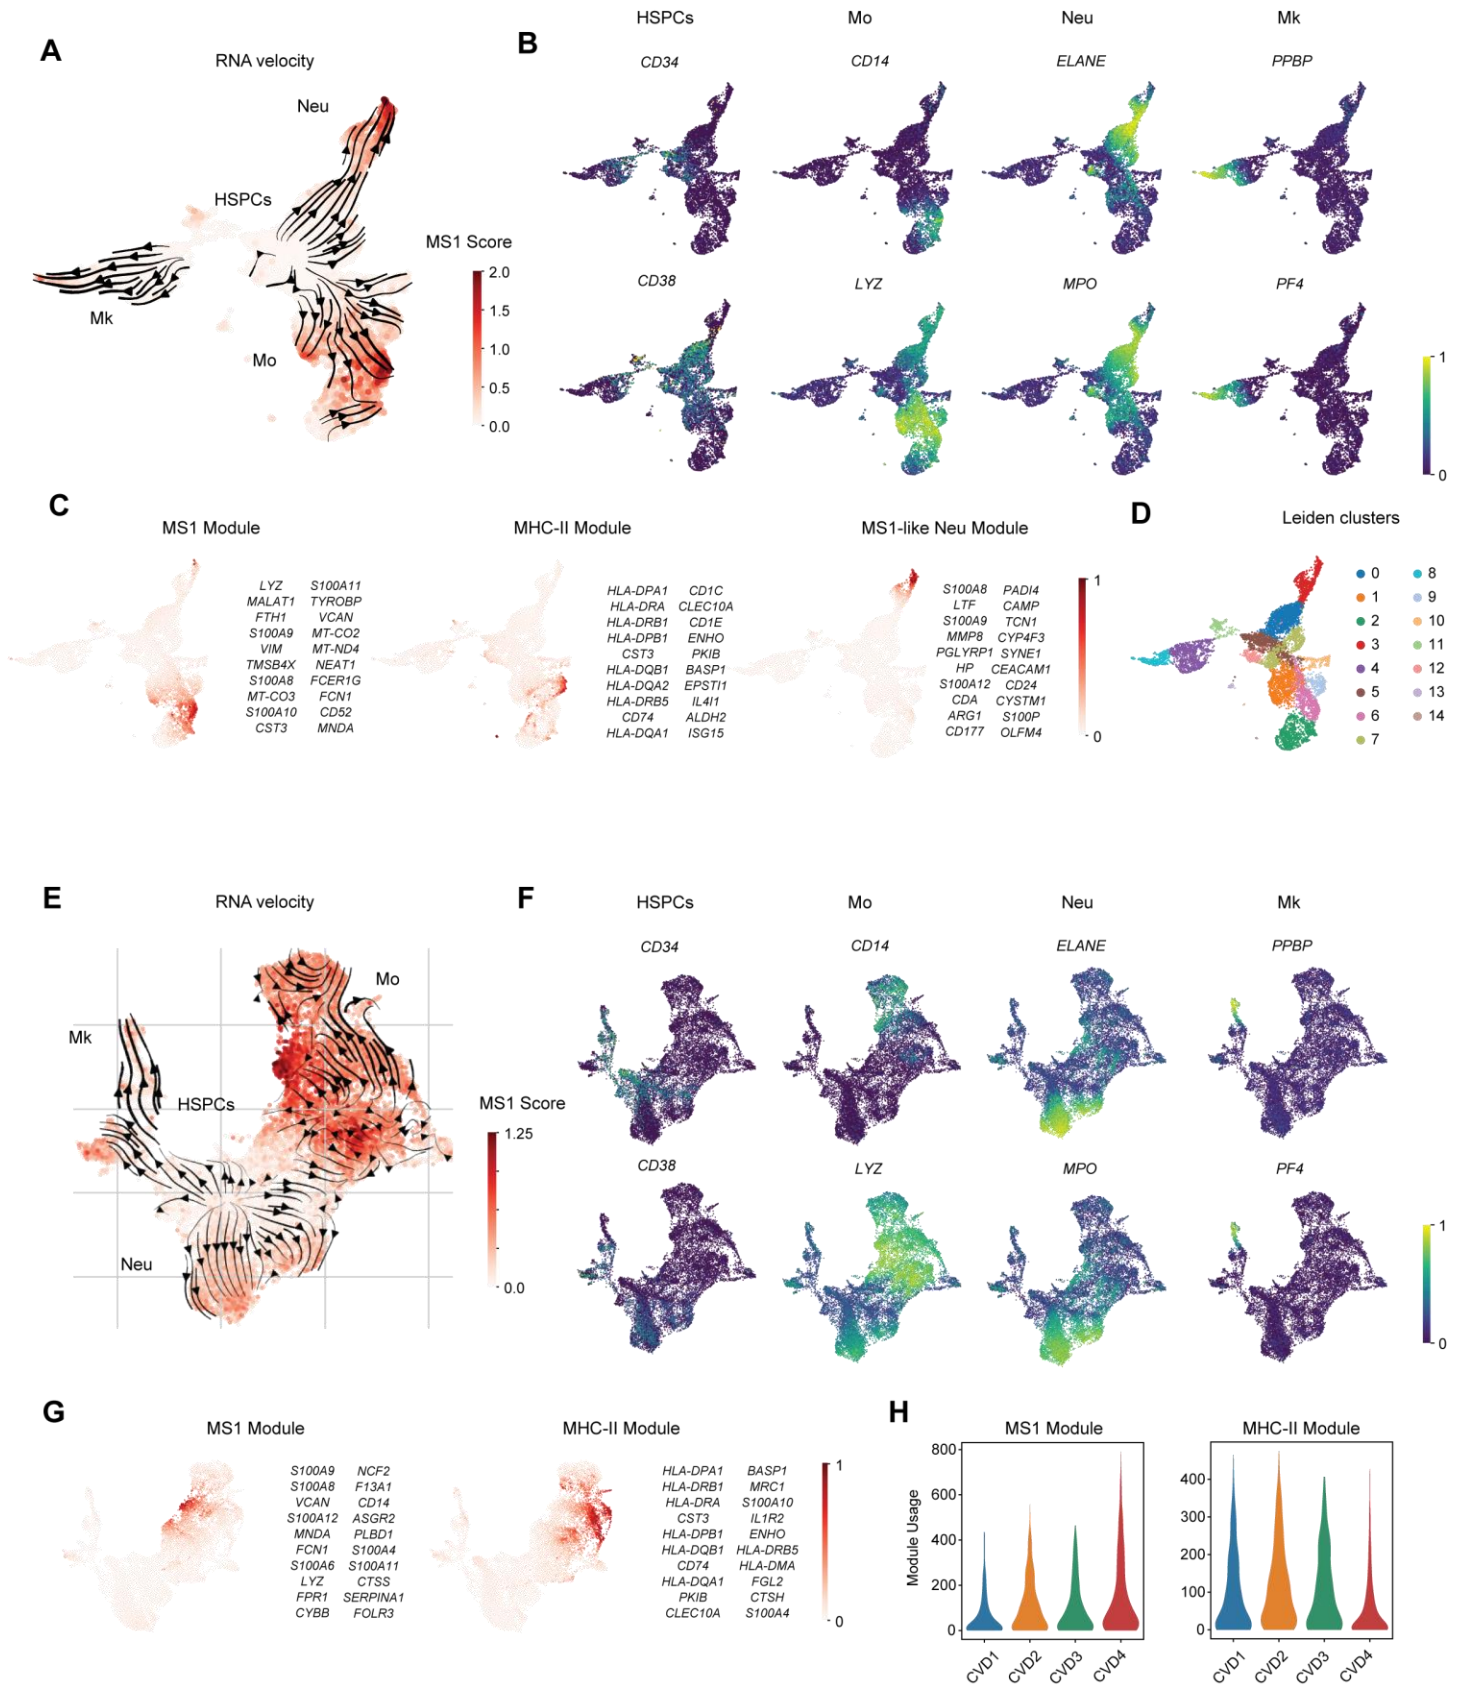 A
RNA velocity
Neu
HSPCs
Mk
Mo
MS1 Score
2.0
1.5
1.0
0.5
0.0
B
HSPCs Mo Neu Mk
CD34 CD14 ELANE PPBP
CD38 LYZ MPO PF4
1
0
C
MS1 Module
LYZ S100A11
MALAT1 TYROBP
FTH1 VCAN
S100A9 MT-CO2
VIM MT-ND4
TMSB4X NEAT1
S100A8 FCER1G
MT-CO3 FCN1
S100A10 CD52
CST3 MNDA
MHC-II Module
HLA-DPA1 CD1C
HLA-DRA CLEC10A
HLA-DRB1 CD1E
HLA-DPB1 ENHO
CST3 PKIB
HLA-DQB1 BASP1
HLA-DQA2 EPSTI1
HLA-DRB5 IL4I1
CD74 ALDH2
HLA-DQA1 ISG15
MS1-like Neu Module
S100A8 PADI4
LTF CAMP
S100A9 TCN1
MMP8 CYP4F3
PGLYRP1 SYNE1
HP CEACAM1
S100A12 CD24
CDA CYSTM1
ARG1 S100P
CD177 OLFM4
1
0
D
Leiden clusters
0 8
1 9
2 10
3 11
4 12
5 13
6 14
7
E
RNA velocity
Mo
Mk
HSPCs
Neu
MS1 Score
1.25
0.0
F
HSPCs Mo Neu Mk
CD34 CD14 ELANE PPBP
CD38 LYZ MPO PF4
1
0
G
MS1 Module
S100A9 NCF2
S100A8 F13A1
VCAN CD14
S100A12 ASGR2
MNDA PLBD1
FCN1 S100A4
S100A6 S100A11
LYZ CTSS
FPR1 SERPINA1
CYBB FOLR3
MHC-II Module
HLA-DPA1 BASP1
HLA-DRB1 MRC1
HLA-DRA S100A10
CST3 IL1R2
HLA-DPB1 ENHO
HLA-DQB1 HLA-DRB5
CD74 HLA-DMA
HLA-DQA1 FGL2
PKIB CTSH
CLEC10A S100A4
1
0
H
MS1 Module
Module Usage
800
600
400
200
0
CVD1 CVD2 CVD3 CVD4
MHC-II Module
400
300
200
100
0
CVD1 CVD2 CVD3 CVD4